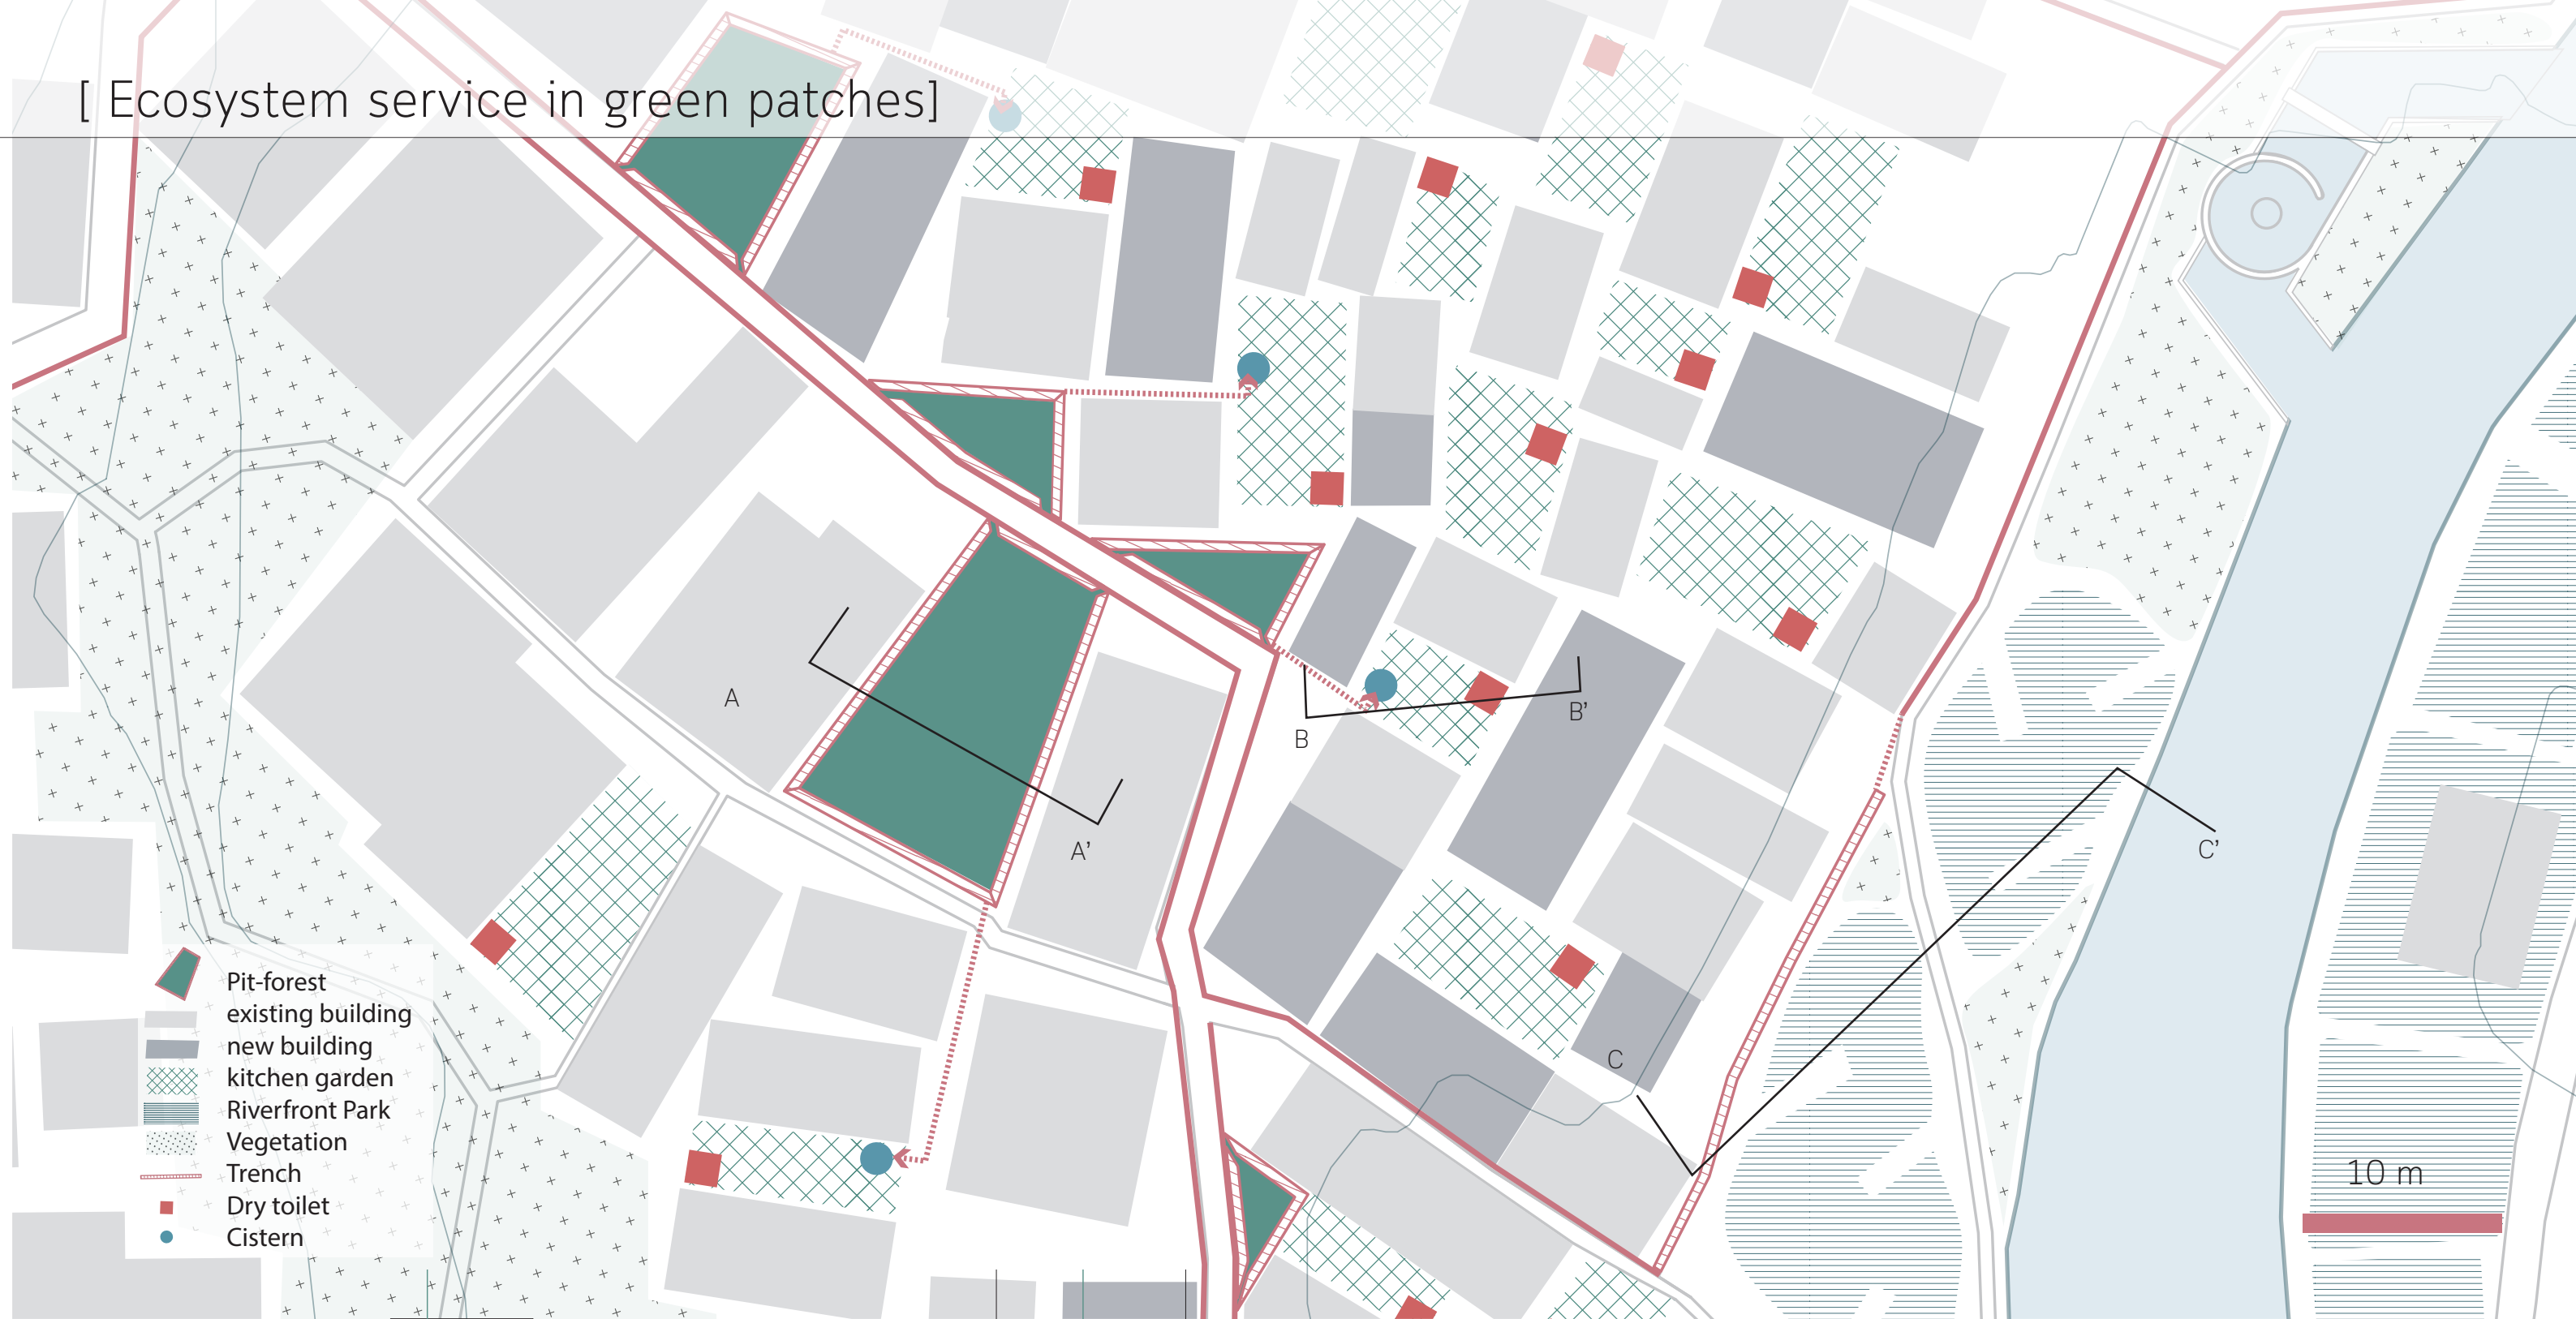 [ Ecosystem service in green patches]
A
B
B’
A’
C’
C
Pit-forest
existing building
new building
kitchen garden
Riverfront Park
Vegetation
Trench
Dry toilet
Cistern
10 m